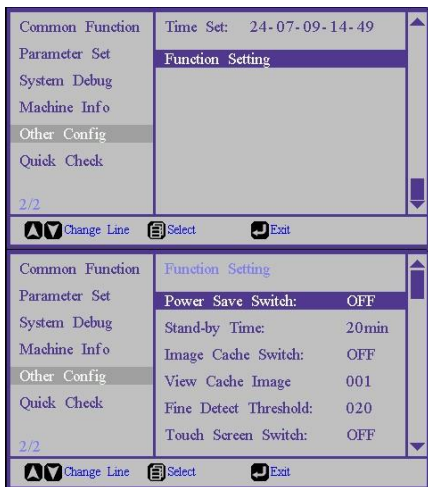 Common Function
Parameter Set
System Debug
Machine Info
Other Config
Quick Check
2/2
Time Set: 24-07-09-14-49
Function Setting
Change Line Select Exit
Common Function
Parameter Set
System Debug
Machine Info
Other Config
Quick Check
2/2
Function Setting
Power Save Switch: OFF
Stand-by Time: 20min
Image Cache Switch: OFF
View Cache Image 001
Fine Detect Threshold: 020
Touch Screen Switch: OFF
Change Line Select Exit